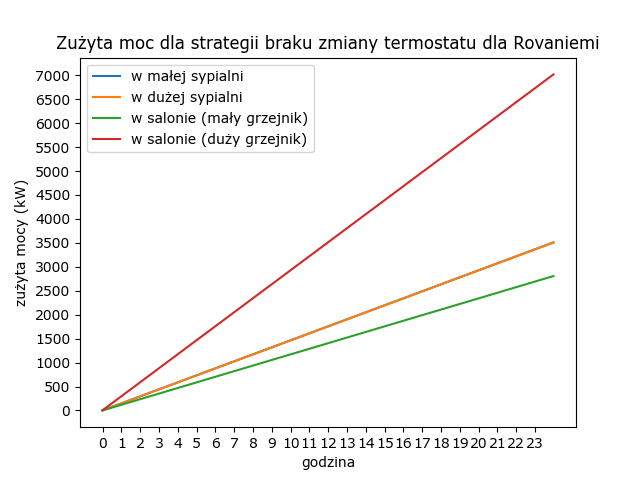 Zużyta moc dla strategii braku zmiany termostatu dla Rovaniemi
w małej sypialni
w dużej sypialni
w salonie (mały grzejnik)
w salonie (duży grzejnik)
zużyta mocy (kW)
7000
6500
6000
5500
5000
4500
4000
3500
3000
2500
2000
1500
1000
500
0
0 1 2 3 4 5 6 7 8 9 10 11 12 13 14 15 16 17 18 19 20 21 22 23
godzina